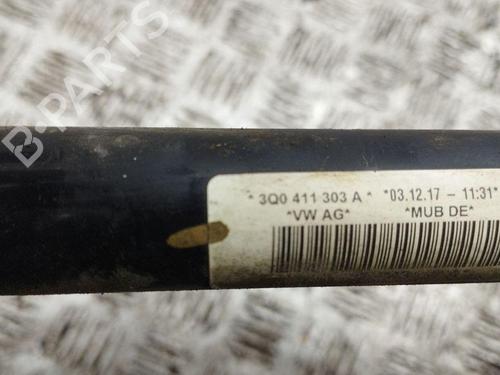 B-PARTS
* 3Q0 411 303 A * *03.12.17 - 11:31*
*VW AG* *MUB DE*